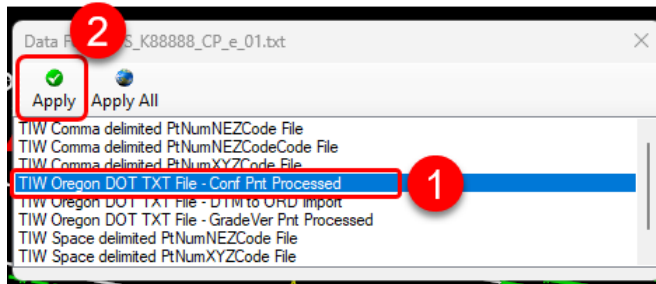 Data F S_K88888_CP_e_01.txt
2
Apply Apply All
TIW Comma delimited PtNumNEZCode File
TIW Comma delimited PtNumNEZCodeCode File
TIW Comma delimited PtNumXYZCode File
TIW Oregon DOT TXT File - Conf Pnt Processed
1
TIW Oregon DOT TXT File - DTM to ORD Import
TIW Oregon DOT TXT File - GradeVer Pnt Processed
TIW Space delimited PtNumNEZCode File
TIW Space delimited PtNumXYZCode File